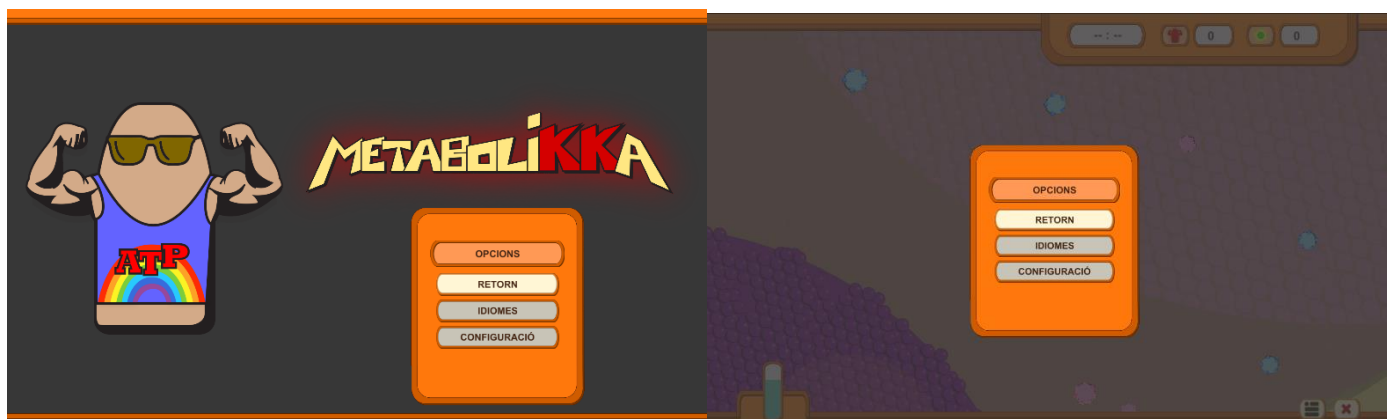 METABOLiKKA
ATP
OPCIONS
RETORN
IDIOMES
CONFIGURACIÓ
--:--
0
0
OPCIONS
RETORN
IDIOMES
CONFIGURACIÓ